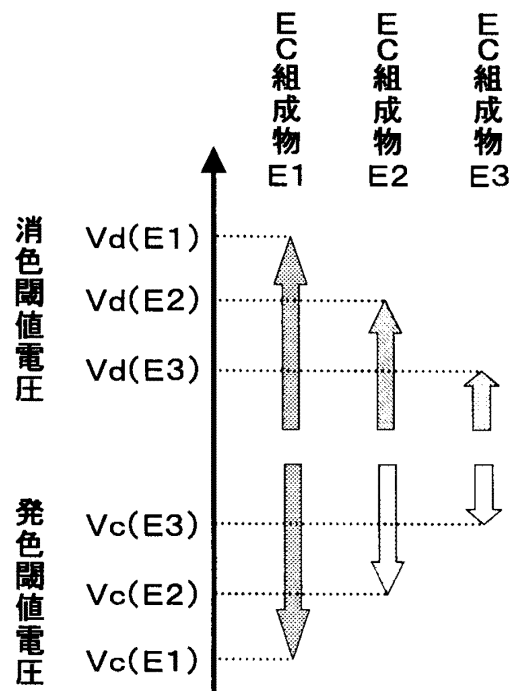 EC組成物E1
EC組成物E2
EC組成物E3
消色閾値電圧
Vd(E1)
Vd(E2)
Vd(E3)
発色閾値電圧
Vc(E3)
Vc(E2)
Vc(E1)